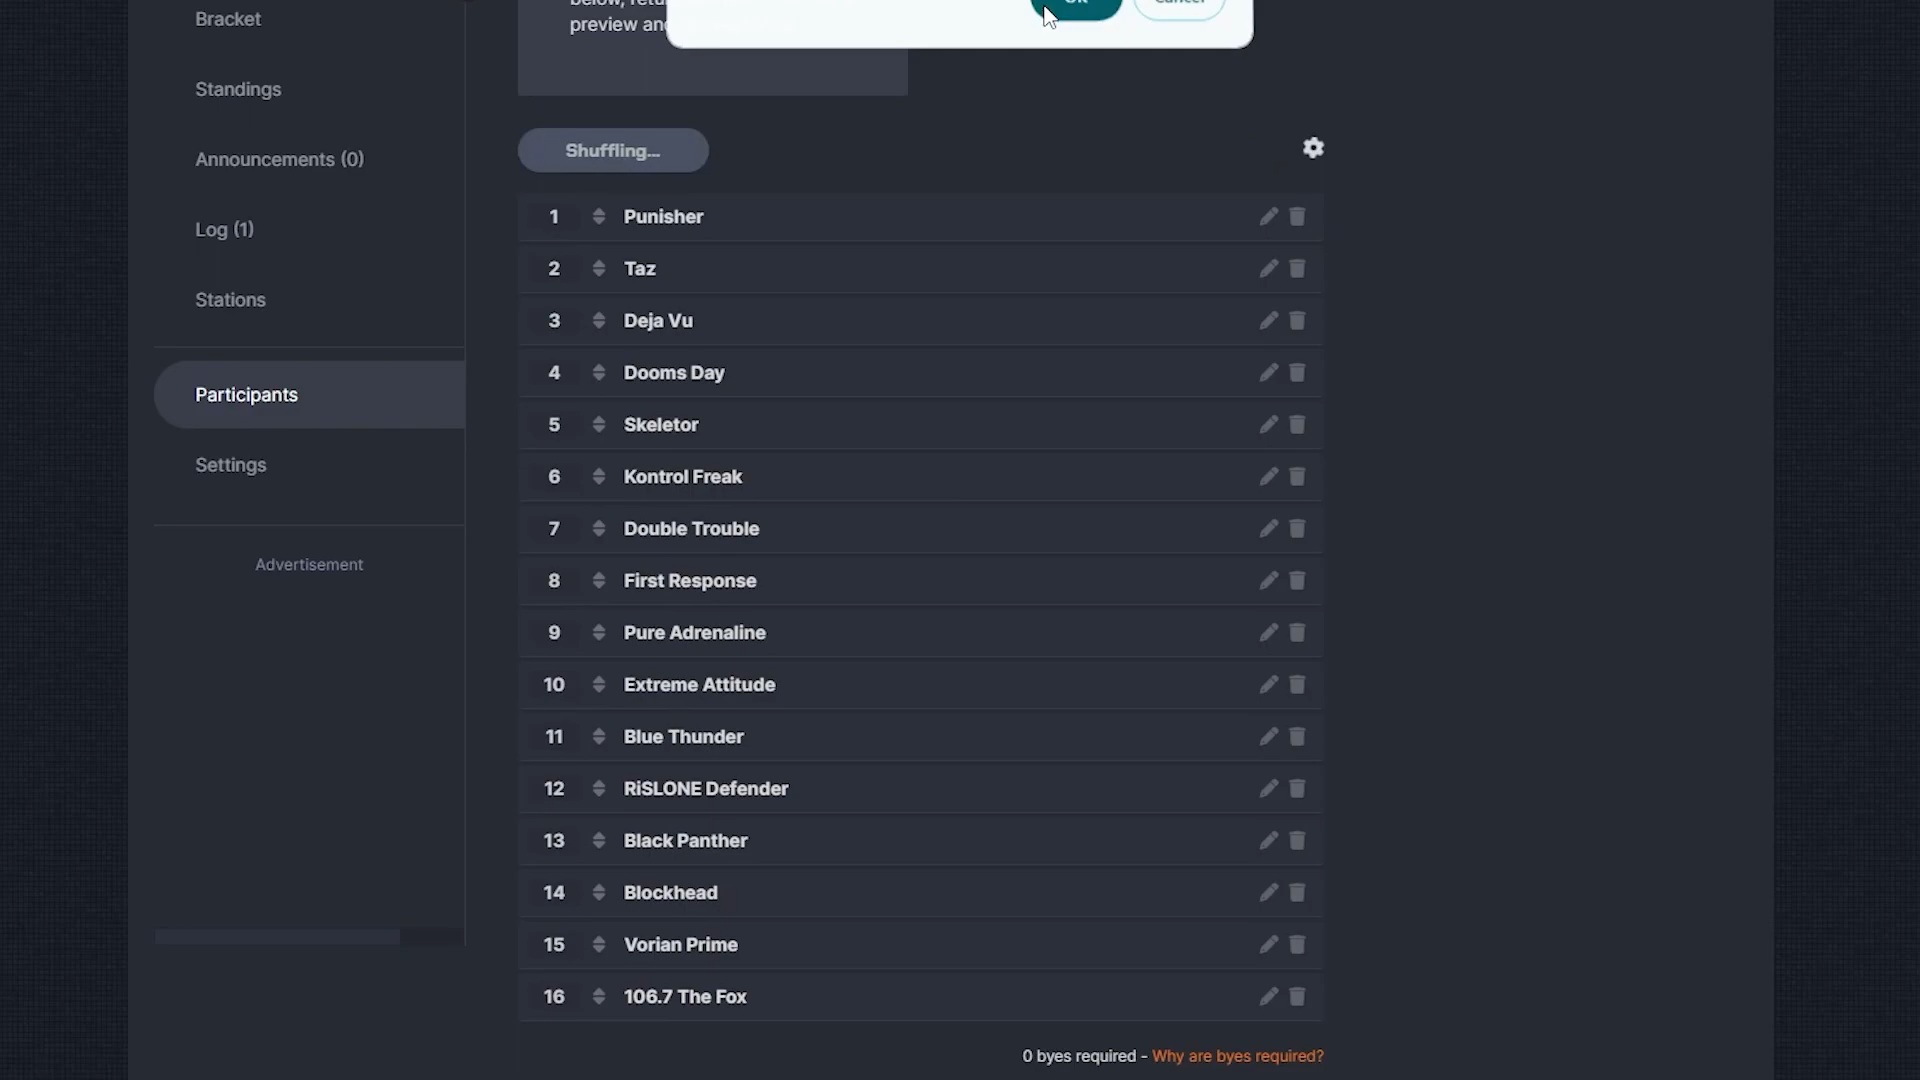 Bracket
preview an
Standings
Shuffling...
Announcements (0)
Log (1)
Stations
Participants
Settings
Advertisement
1 Punisher
2 Taz
3 Deja Vu
4 Dooms Day
5 Skeletor
6 Kontrol Freak
7 Double Trouble
8 First Response
9 Pure Adrenaline
10 Extreme Attitude
11 Blue Thunder
12 RiSLONE Defender
13 Black Panther
14 Blockhead
15 Vorian Prime
16 106.7 The Fox
0 byes required - Why are byes required?